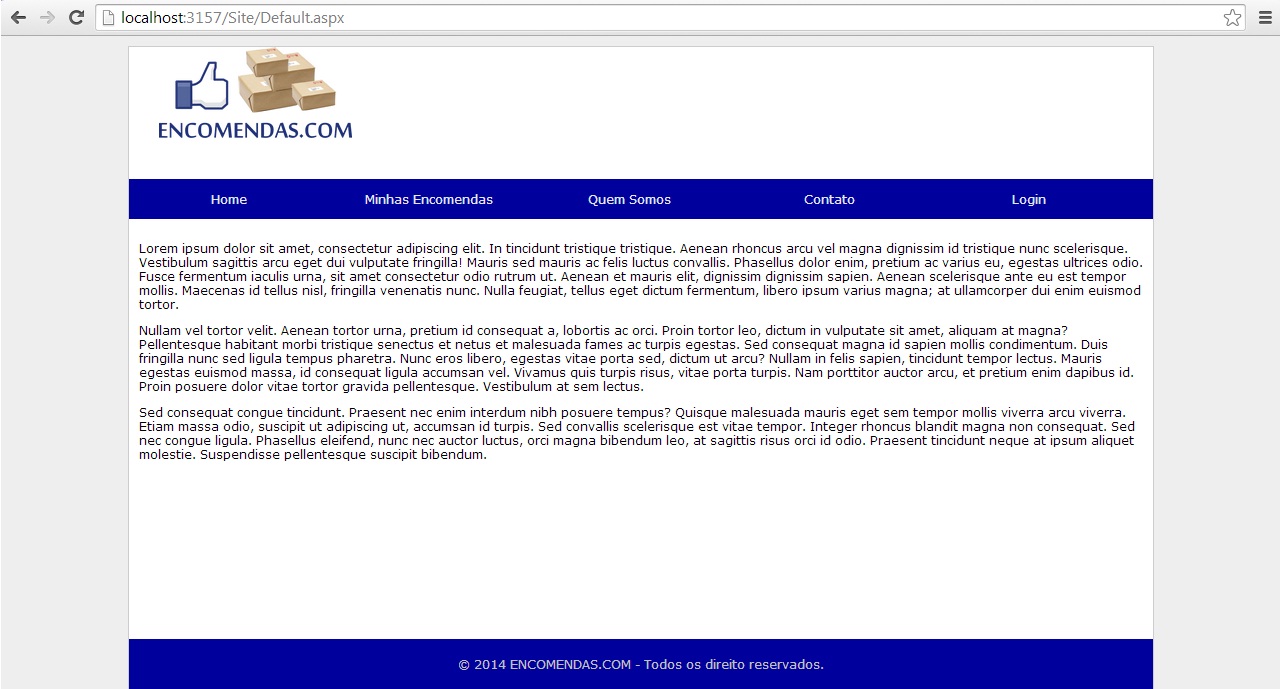 localhost:3157/Site/Default.aspx
ENCOMENDAS.COM
Home Minhas Encomendas Quem Somos Contato Login
Lorem ipsum dolor sit amet, consectetur adipiscing elit. In tincidunt tristique tristique. Aenean rhoncus arcu vel magna dignissim id tristique nunc scelerisque.
Vestibulum sagittis arcu eget dui vulputate fringilla! Mauris sed mauris ac felis luctus convallis. Phasellus dolor enim, pretium ac varius eu, egestas ultrices odio.
Fusce fermentum iaculis urna, sit amet consectetur odio rutrum ut. Aenean et mauris elit, dignissim dignissim sapien. Aenean scelerisque ante eu est tempor
mollis. Maecenas id tellus nisl, fringilla venenatis nunc. Nulla feugiat, tellus eget dictum fermentum, libero ipsum varius magna; at ullamcorper dui enim euismod
tortor.
Nullam vel tortor velit. Aenean tortor urna, pretium id consequat a, lobortis ac orci. Proin tortor leo, dictum in vulputate sit amet, aliquam at magna?
Pellentesque habitant morbi tristique senectus et netus et malesuada fames ac turpis egestas. Sed consequat magna id sapien mollis condimentum. Duis
fringilla nunc sed ligula tempus pharetra. Nunc eros libero, egestas vitae porta sed, dictum ut arcu? Nullam in felis sapien, tincidunt tempor lectus. Mauris
egestas euismod massa, id consequat ligula accumsan vel. Vivamus quis turpis risus, vitae porta turpis. Nam porttitor auctor arcu, et pretium enim dapibus id.
Proin posuere dolor vitae tortor gravida pellentesque. Vestibulum at sem lectus.
Sed consequat congue tincidunt. Praesent nec enim interdum nibh posuere tempus? Quisque malesuada mauris eget sem tempor mollis viverra arcu viverra.
Etiam massa odio, suscipit ut adipiscing ut, accumsan id turpis. Sed convallis scelerisque est vitae tempor. Integer rhoncus blandit magna non consequat. Sed
nec congue ligula. Phasellus eleifend, nunc nec auctor luctus, orci magna bibendum leo, at sagittis risus orci id odio. Praesent tincidunt neque at ipsum aliquet
molestie. Suspendisse pellentesque suscipit bibendum.
© 2014 ENCOMENDAS.COM - Todos os direito reservados.